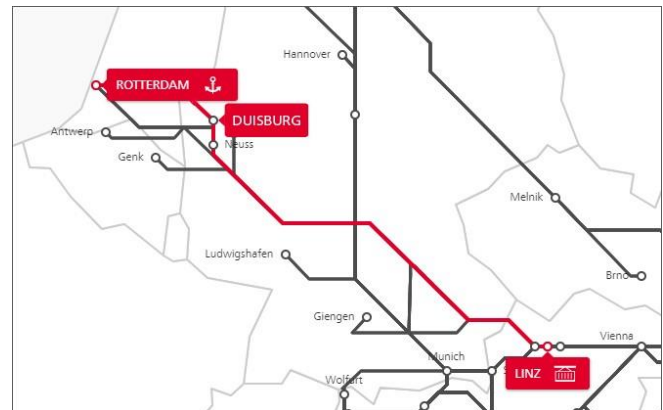 Hannover
ROTTERDAM
DUISBURG
Antwerp
Neuss
Genk
Melnik
Ludwigshafen
Brno
Giengen
Vienna
Munich
LINZ
Wolfurt